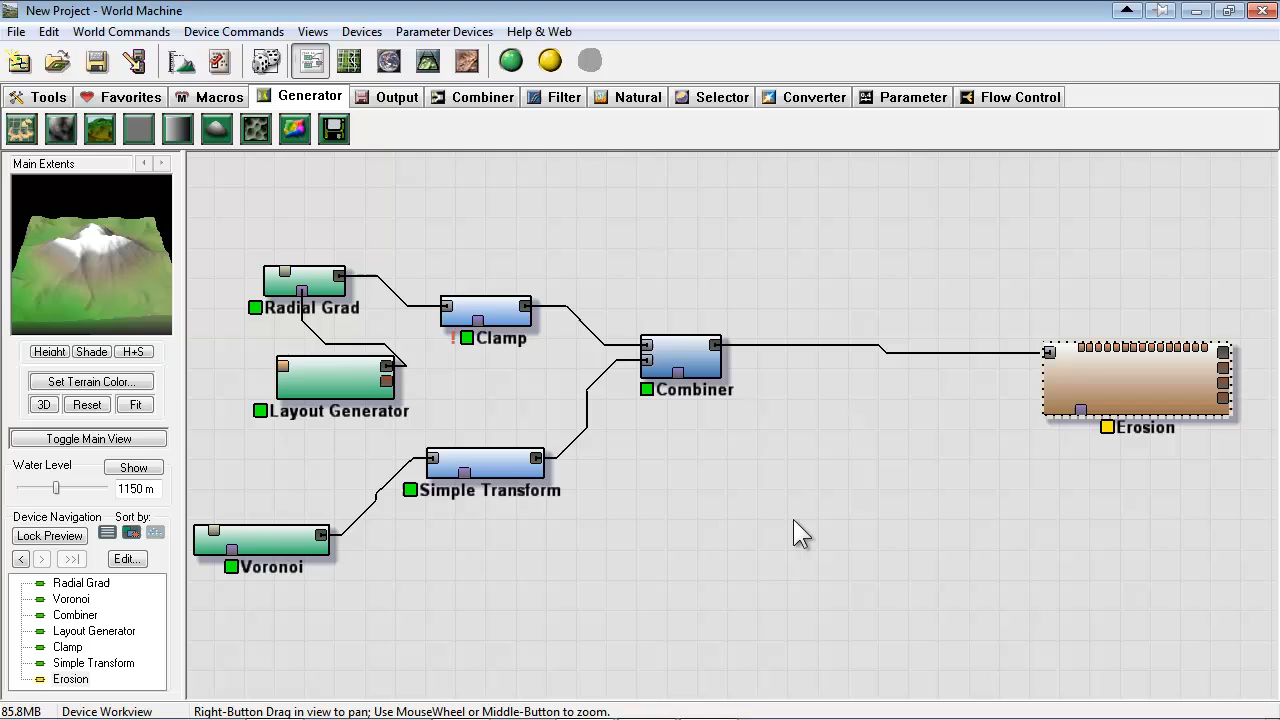 New Project - World Machine
File Edit World Commands Device Commands Views Devices Parameter Devices Help & Web
Tools Favorites Macros Generator Output Combiner Filter Natural Selector Converter Parameter Flow Control
Main Extents
Height Shade H+S
Set Terrain Color...
3D Reset Fit
Toggle Main View
Water Level Show
1150 m
Device Navigation Sort by:
Lock Preview
< > >>| Edit...
Radial Grad
Voronoi
Combiner
Layout Generator
Clamp
Simple Transform
Erosion
Radial Grad
! Clamp
Combiner
Layout Generator
Erosion
Simple Transform
Voronoi
85.8MB Device Workview Right-Button Drag in view to pan; Use MouseWheel or Middle-Button to zoom.